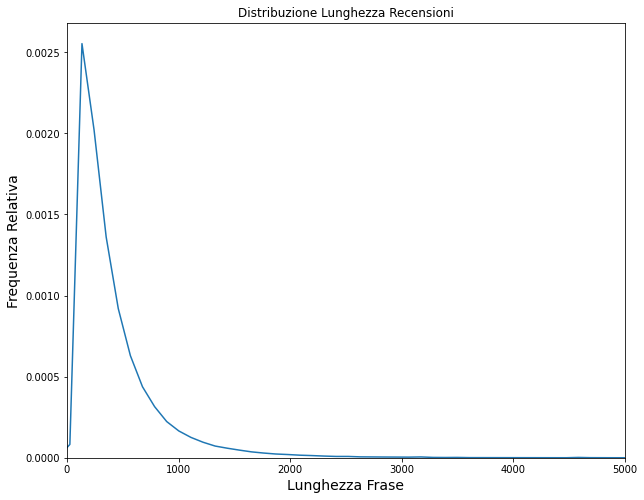 Distribuzione Lunghezza Recensioni
0.0025
0.0020
0.0015
0.0010
0.0005
0.0000
Frequenza Relativa
0 1000 2000 3000 4000 5000
Lunghezza Frase